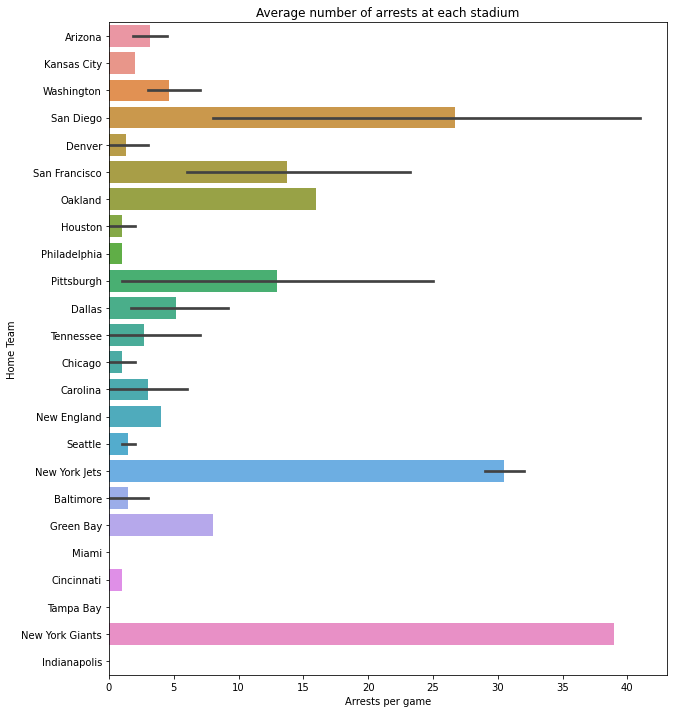 Average number of arrests at each stadium
Home Team
Arizona
Kansas City
Washington
San Diego
Denver
San Francisco
Oakland
Houston
Philadelphia
Pittsburgh
Dallas
Tennessee
Chicago
Carolina
New England
Seattle
New York Jets
Baltimore
Green Bay
Miami
Cincinnati
Tampa Bay
New York Giants
Indianapolis
0 5 10 15 20 25 30 35 40
Arrests per game